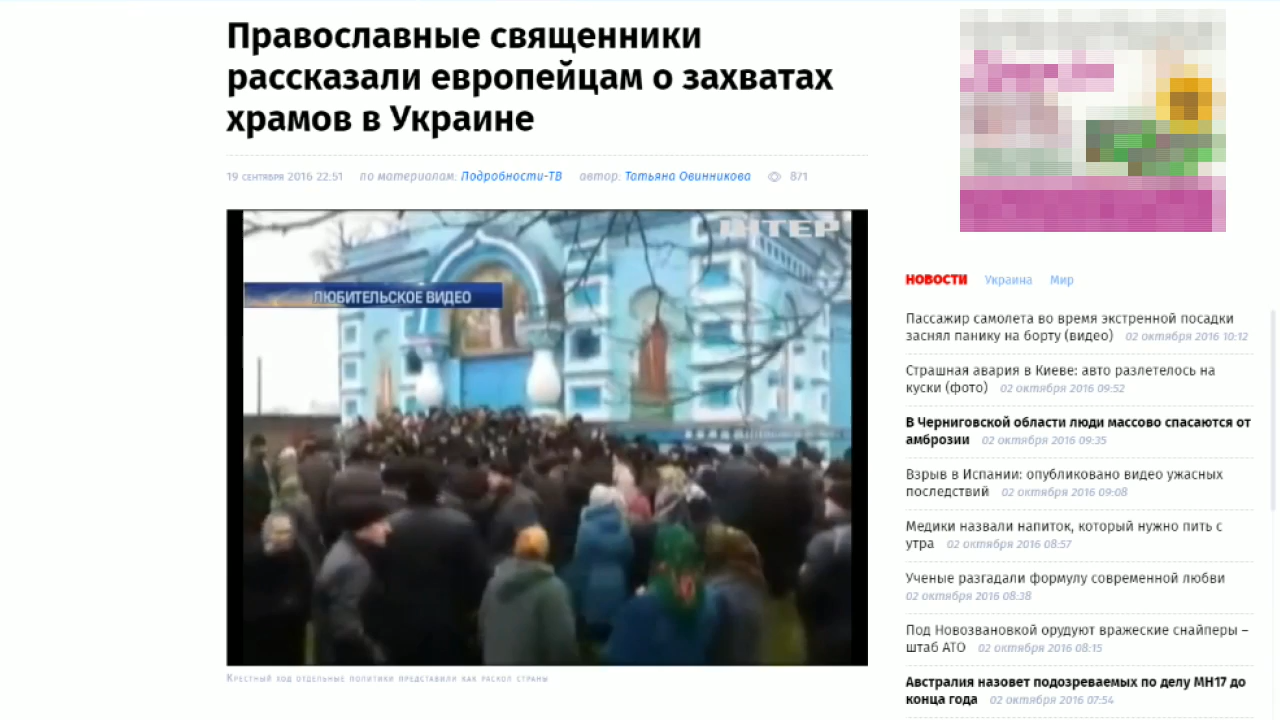 Православные священники
рассказали европейцам о захватах
храмов в Украине
19 сентября 2016 22:51 по материалам: Подробности-ТВ автор: Татьяна Овинникова 871
ІНТЕР
ЛЮБИТЕЛЬСКОЕ ВИДЕО
Крестный ход отдельные политики представили как раскол страны
НОВОСТИ Украина Мир
Пассажир самолета во время экстренной посадки
заснял панику на борту (видео) 02 октября 2016 10:12
Страшная авария в Киеве: авто разлетелось на
куски (фото) 02 октября 2016 09:52
В Черниговской области люди массово спасаются от
амброзии 02 октября 2016 09:35
Взрыв в Испании: опубликовано видео ужасных
последствий 02 октября 2016 09:08
Медики назвали напиток, который нужно пить с
утра 02 октября 2016 08:57
Ученые разгадали формулу современной любви
02 октября 2016 08:38
Под Новозвановкой орудуют вражеские снайперы –
штаб АТО 02 октября 2016 08:15
Австралия назовет подозреваемых по делу МН17 до
конца года 02 октября 2016 07:54